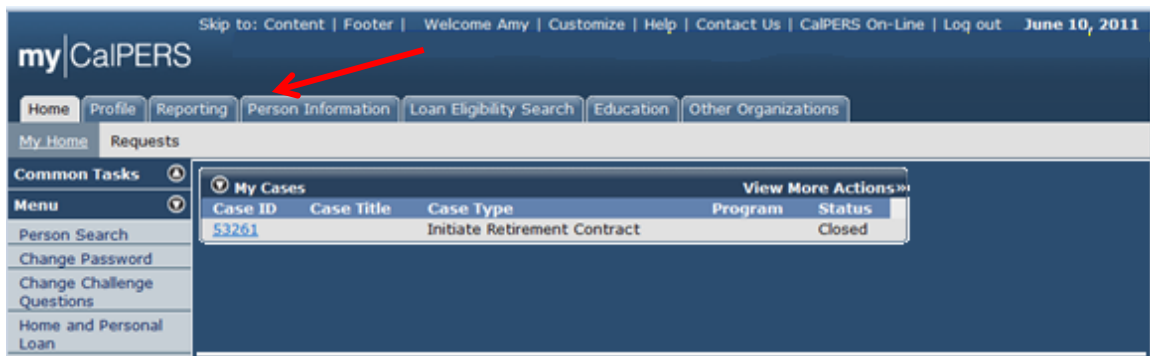 Skip to: Content | Footer | Welcome Amy | Customize | Help | Contact Us | CalPERS On-Line | Log out June 10, 2011
my|CalPERS
Home Profile Reporting Person Information Loan Eligibility Search Education Other Organizations
My Home Requests
Common Tasks
Menu
Person Search
Change Password
Change Challenge
Questions
Home and Personal
Loan
My Cases View More Actions»
Case ID Case Title Case Type Program Status
53261 Initiate Retirement Contract Closed